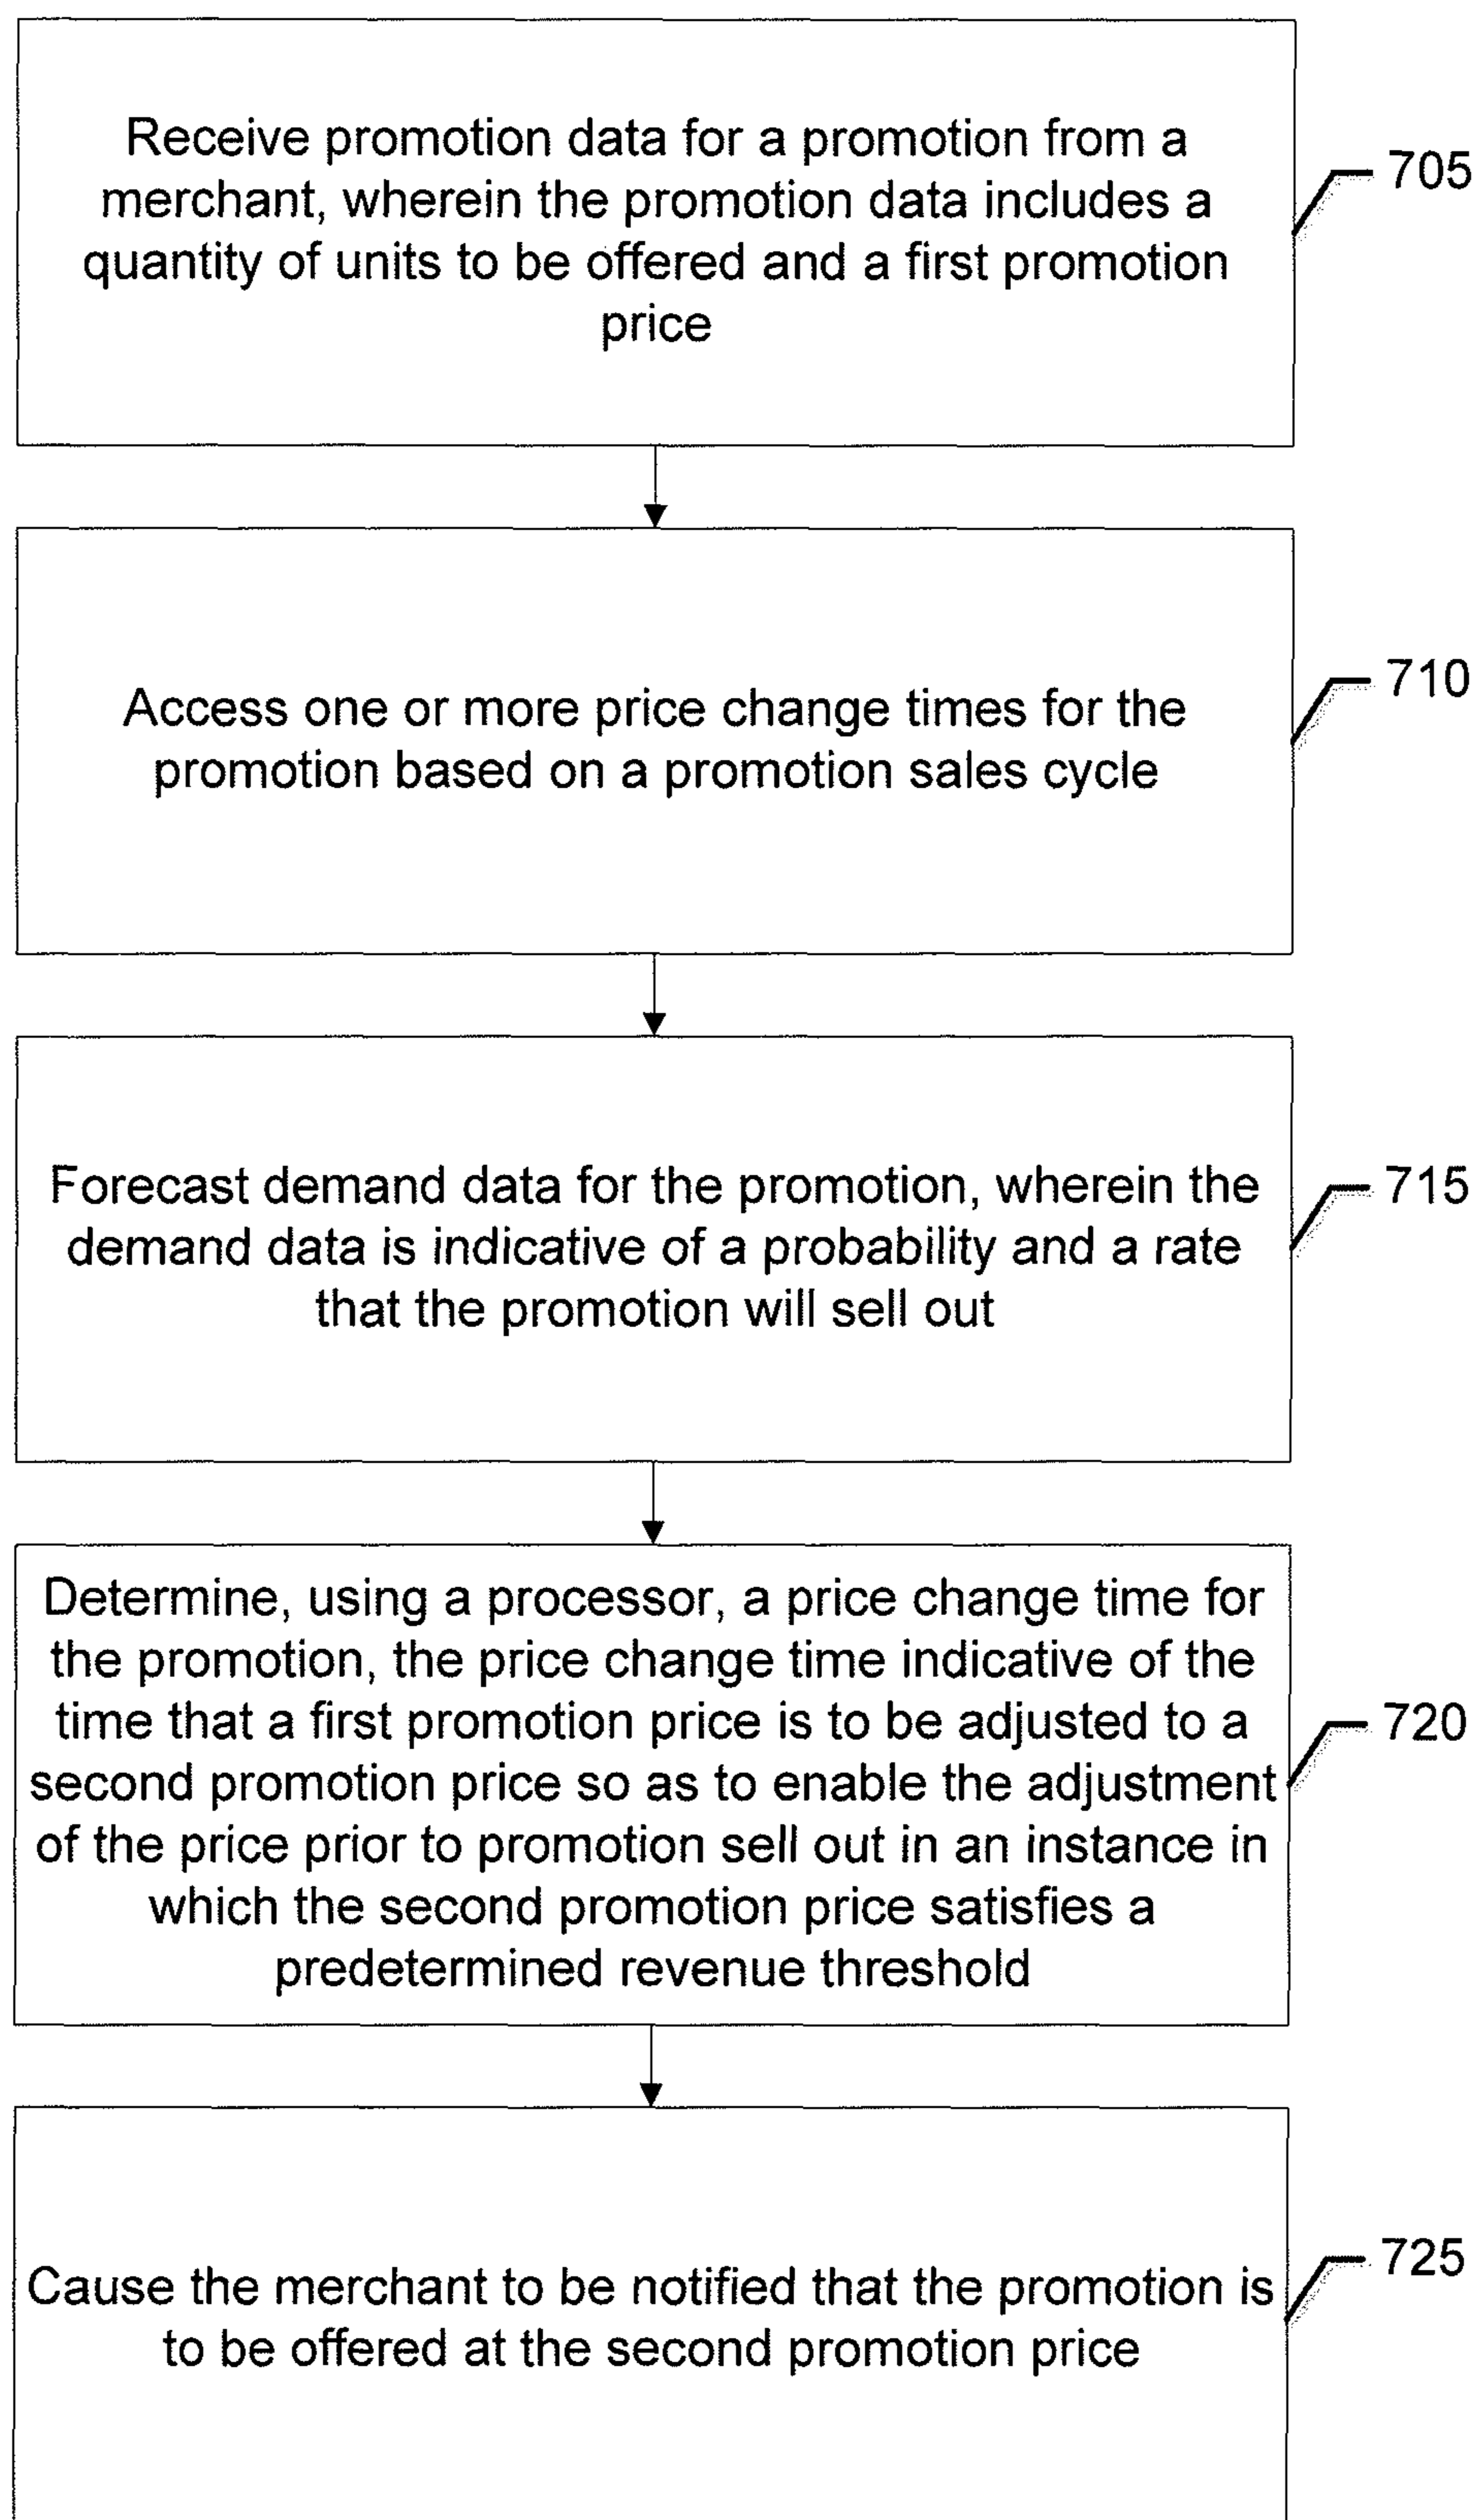 Receive promotion data for a promotion from a
merchant, wherein the promotion data includes a
quantity of units to be offered and a first promotion
price
705
Access one or more price change times for the
promotion based on a promotion sales cycle
710
Forecast demand data for the promotion, wherein the
demand data is indicative of a probability and a rate
that the promotion will sell out
715
Determine, using a processor, a price change time for
the promotion, the price change time indicative of the
time that a first promotion price is to be adjusted to a
second promotion price so as to enable the adjustment
of the price prior to promotion sell out in an instance in
which the second promotion price satisfies a
predetermined revenue threshold
720
Cause the merchant to be notified that the promotion is
to be offered at the second promotion price
725